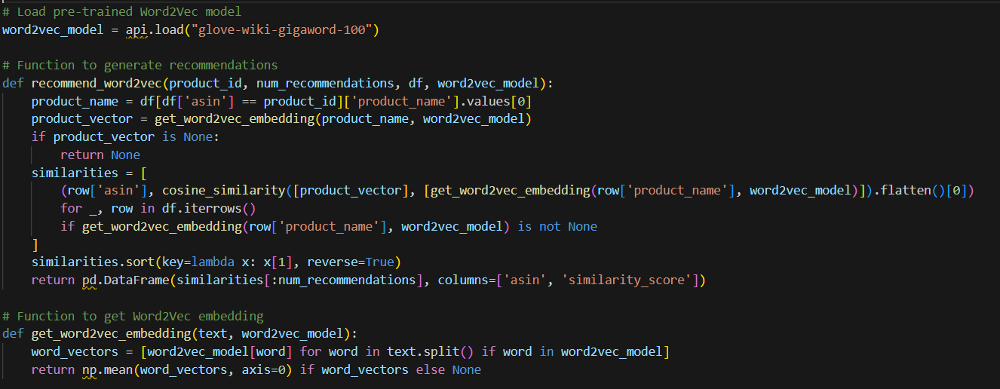 # Load pre-trained Word2Vec model
word2vec_model = api.load("glove-wiki-gigaword-100")
# Function to generate recommendations
def recommend_word2vec(product_id, num_recommendations, df, word2vec_model):
    product_name = df[df['asin'] == product_id]['product_name'].values[0]
    product_vector = get_word2vec_embedding(product_name, word2vec_model)
    if product_vector is None:
        return None
    similarities = [
        (row['asin'], cosine_similarity([product_vector], [get_word2vec_embedding(row['product_name'], word2vec_model)]).flatten()[0])
        for _, row in df.iterrows()
        if get_word2vec_embedding(row['product_name'], word2vec_model) is not None
    ]
    similarities.sort(key=lambda x: x[1], reverse=True)
    return pd.DataFrame(similarities[:num_recommendations], columns=['asin', 'similarity_score'])
# Function to get Word2Vec embedding
def get_word2vec_embedding(text, word2vec_model):
    word_vectors = [word2vec_model[word] for word in text.split() if word in word2vec_model]
    return np.mean(word_vectors, axis=0) if word_vectors else None